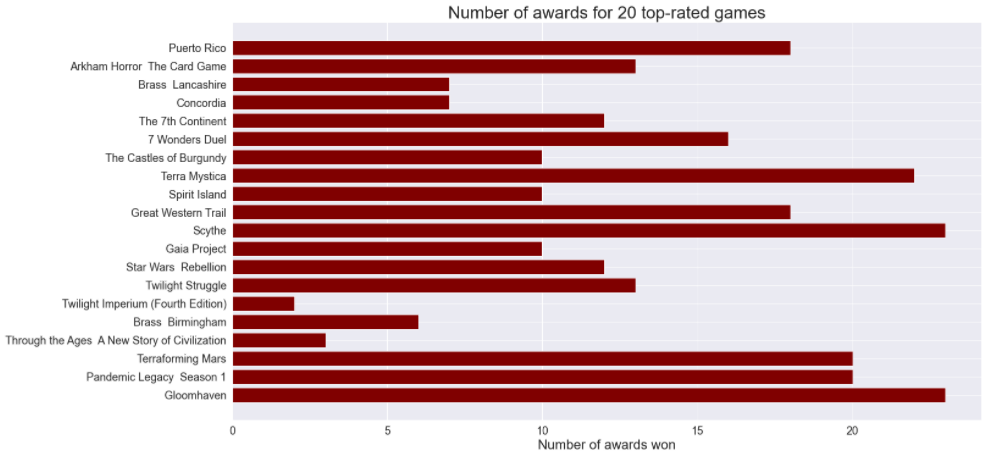 Number of awards for 20 top-rated games
Puerto Rico
Arkham Horror  The Card Game
Brass  Lancashire
Concordia
The 7th Continent
7 Wonders Duel
The Castles of Burgundy
Terra Mystica
Spirit Island
Great Western Trail
Scythe
Gaia Project
Star Wars  Rebellion
Twilight Struggle
Twilight Imperium (Fourth Edition)
Brass  Birmingham
Through the Ages  A New Story of Civilization
Terraforming Mars
Pandemic Legacy  Season 1
Gloomhaven
0 5 10 15 20
Number of awards won